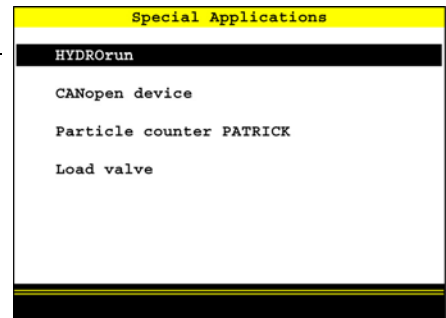 Special Applications
HYDROrun
CANopen device
Particle counter PATRICK
Load valve